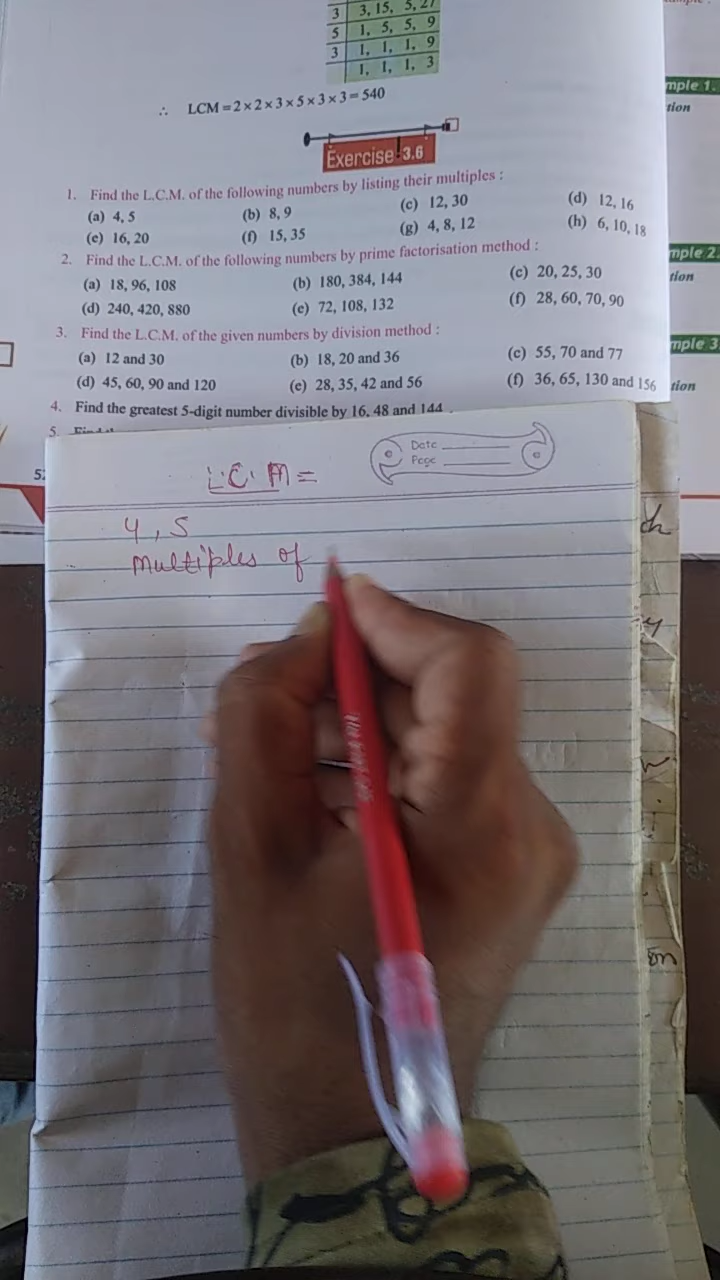 3 3, 15, 5, 27
5 1, 5, 5, 9
3 1, 1, 1, 9
1, 1, 1, 3
∴ LCM = 2 × 2 × 3 × 5 × 3 × 3 = 540
Exercise 3.6
1. Find the L.C.M. of the following numbers by listing their multiples :
(a) 4, 5 (b) 8, 9 (c) 12, 30 (d) 12, 16
(e) 16, 20 (f) 15, 35 (g) 4, 8, 12 (h) 6, 10, 18
2. Find the L.C.M. of the following numbers by prime factorisation method :
(a) 18, 96, 108 (b) 180, 384, 144 (c) 20, 25, 30
(d) 240, 420, 880 (e) 72, 108, 132 (f) 28, 60, 70, 90
3. Find the L.C.M. of the given numbers by division method :
(a) 12 and 30 (b) 18, 20 and 36 (c) 55, 70 and 77
(d) 45, 60, 90 and 120 (e) 28, 35, 42 and 56 (f) 36, 65, 130 and 156
4. Find the greatest 5-digit number divisible by 16, 48 and 144.
5.
mple 1.
tion
mple 2.
tion
mple 3
tion
Date
Page
L.C.M =
4, 5
Multiples of